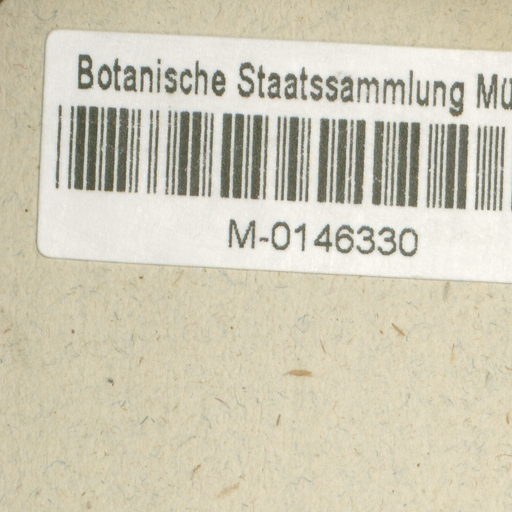 Botanische Staatssammlung Mü
M-0146330